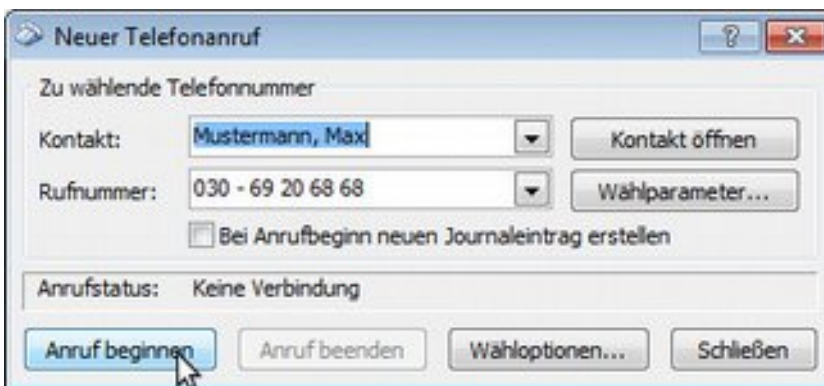 Neuer Telefonanruf
Zu wählende Telefonnummer
Kontakt: Mustermann, Max Kontakt öffnen
Rufnummer: 030 - 69 20 68 68 Wählparameter...
Bei Anrufbeginn neuen Journaleintrag erstellen
Anrufstatus: Keine Verbindung
Anruf beginnen Anruf beenden Wähloptionen... Schließen